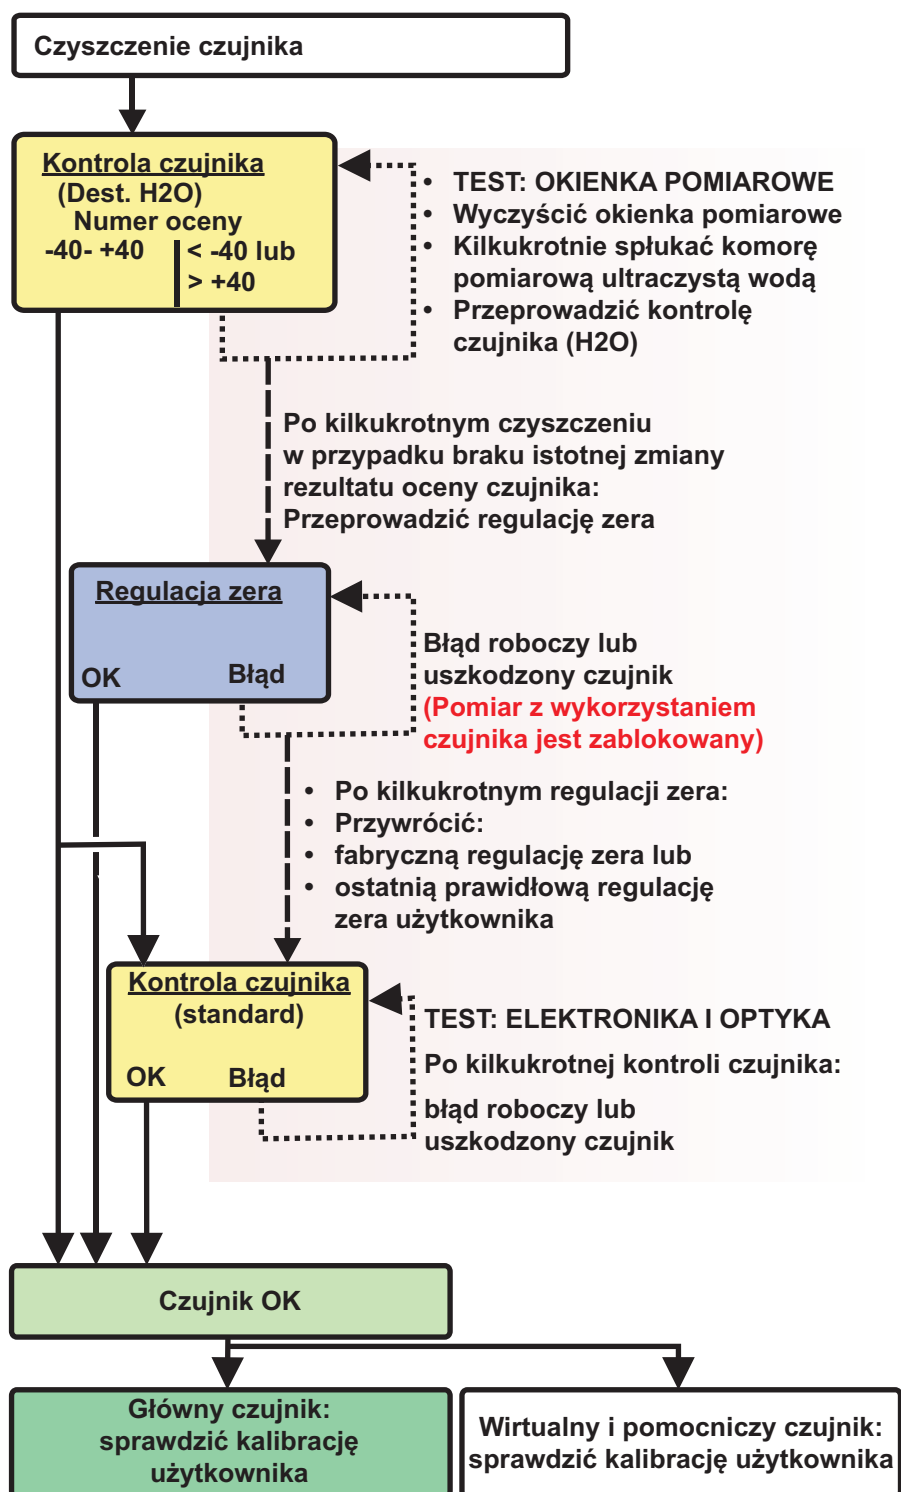 Czyszczenie czujnika
Kontrola czujnika
(Dest. H2O)
Numer oceny
-40- +40
< -40 lub
> +40
• TEST: OKIENKA POMIAROWE
• Wyczyścić okienka pomiarowe
• Kilkukrotnie spłukać komorę
pomiarową ultraczystą wodą
• Przeprowadzić kontrolę
czujnika (H2O)
Po kilkukrotnym czyszczeniu
w przypadku braku istotnej zmiany
rezultatu oceny czujnika:
Przeprowadzić regulację zera
Regulacja zera
OK
Błąd
Błąd roboczy lub
uszkodzony czujnik
(Pomiar z wykorzystaniem
czujnika jest zablokowany)
• Po kilkukrotnym regulacji zera:
• Przywrócić:
• fabryczną regulację zera lub
• ostatnią prawidłową regulację
zera użytkownika
Kontrola czujnika
(standard)
OK
Błąd
TEST: ELEKTRONIKA I OPTYKA
Po kilkukrotnej kontroli czujnika:
błąd roboczy lub
uszkodzony czujnik
Czujnik OK
Główny czujnik:
sprawdzić kalibrację
użytkownika
Wirtualny i pomocniczy czujnik:
sprawdzić kalibrację użytkownika